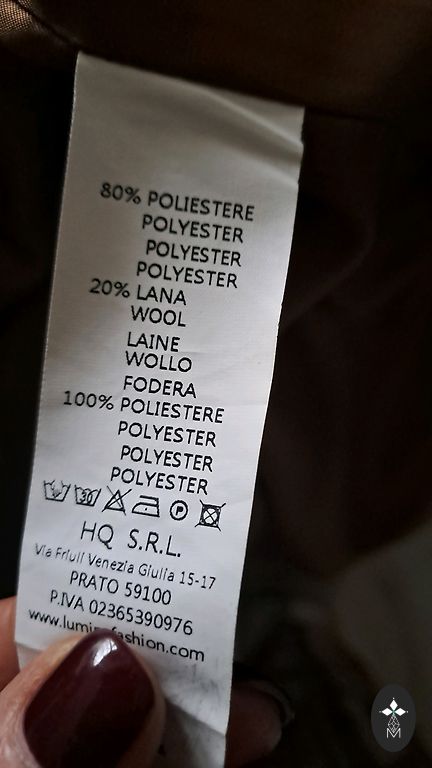 80% POLIESTERE
POLYESTER
POLYESTER
POLYESTER
20% LANA
WOOL
LAINE
WOLLO
FODERA
100% POLIESTERE
POLYESTER
POLYESTER
POLYESTER
P
HQ S.R.L.
Via Friuli Venezia Giulia 15-17
PRATO 59100
P.IVA 02365390976
M